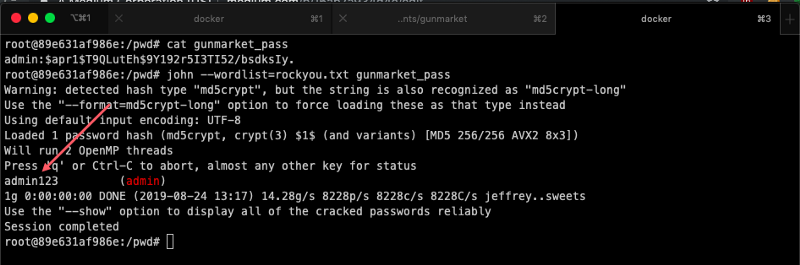 ⌥⌘1
docker ⌘1
..nts/gunmarket ⌘2
docker ⌘3
root@89e631af986e:/pwd# cat gunmarket_pass
admin:$apr1$T9QLutEh$9Y192r5I3TI52/bsdksIy.
root@89e631af986e:/pwd# john --wordlist=rockyou.txt gunmarket_pass
Warning: detected hash type "md5crypt", but the string is also recognized as "md5crypt-long"
Use the "--format=md5crypt-long" option to force loading these as that type instead
Using default input encoding: UTF-8
Loaded 1 password hash (md5crypt, crypt(3) $1$ (and variants) [MD5 256/256 AVX2 8x3])
Will run 2 OpenMP threads
Press 'q' or Ctrl-C to abort, almost any other key for status
admin123 (admin)
1g 0:00:00:00 DONE (2019-08-24 13:17) 14.28g/s 8228p/s 8228c/s 8228C/s jeffrey..sweets
Use the "--show" option to display all of the cracked passwords reliably
Session completed
root@89e631af986e:/pwd#